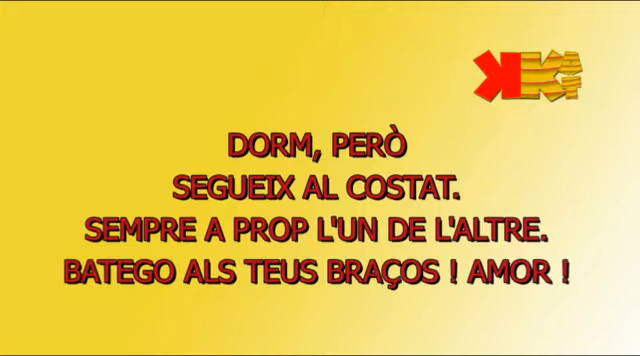 DORM, PERÒ
SEGUEIX AL COSTAT.
SEMPRE A PROP L'UN DE L'ALTRE.
BATEGO ALS TEUS BRAÇOS ! AMOR !